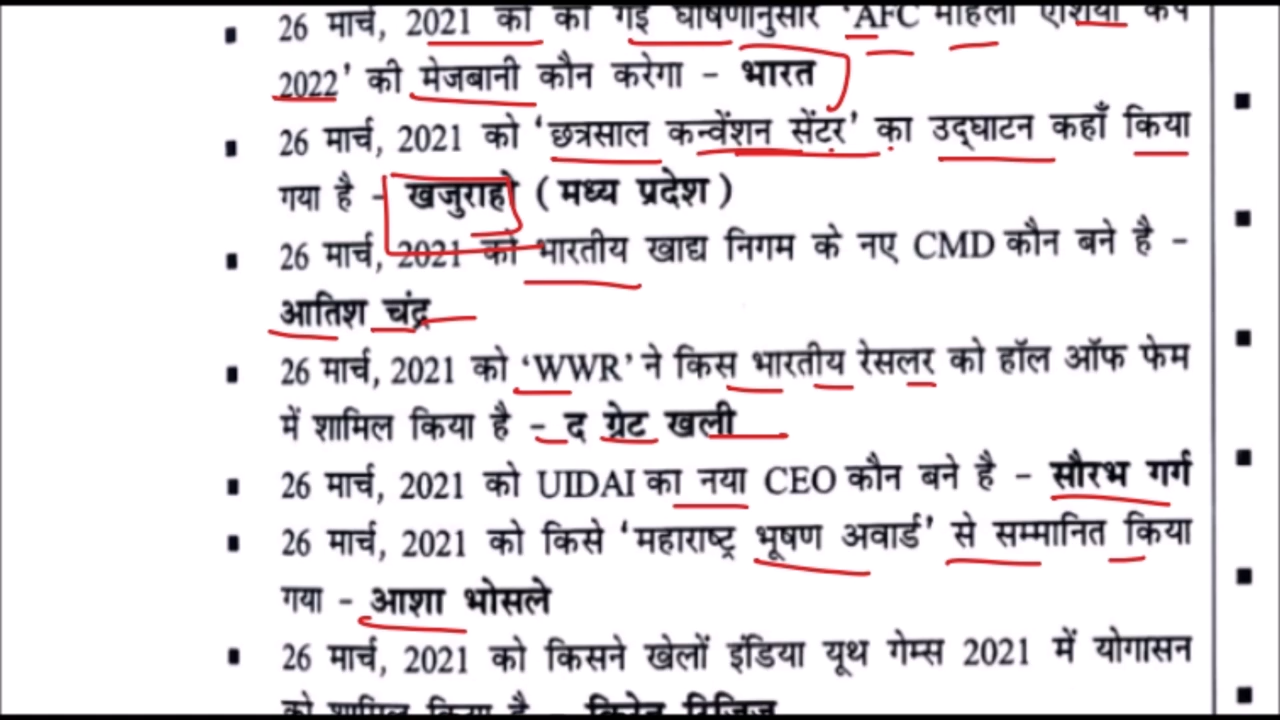 26 मार्च, 2021 को की गई घोषणानुसार 'AFC महिला एशिया कप
2022' की मेजबानी कौन करेगा - भारत
26 मार्च, 2021 को 'छत्रसाल कन्वेंशन सेंटर' का उद्घाटन कहाँ किया
गया है - खजुराहो ( मध्य प्रदेश )
26 मार्च, 2021 को भारतीय खाद्य निगम के नए CMD कौन बने है -
आतिश चंद्र
26 मार्च, 2021 को 'WWR' ने किस भारतीय रेसलर को हॉल ऑफ फेम
में शामिल किया है - द ग्रेट खली
26 मार्च, 2021 को UIDAI का नया CEO कौन बने है - सौरभ गर्ग
26 मार्च, 2021 को किसे 'महाराष्ट्र भूषण अवार्ड' से सम्मानित किया
गया - आशा भोसले
26 मार्च, 2021 को किसने खेलों इंडिया यूथ गेम्स 2021 में योगासन
को शामिल किया है - किरेन रिजिजू